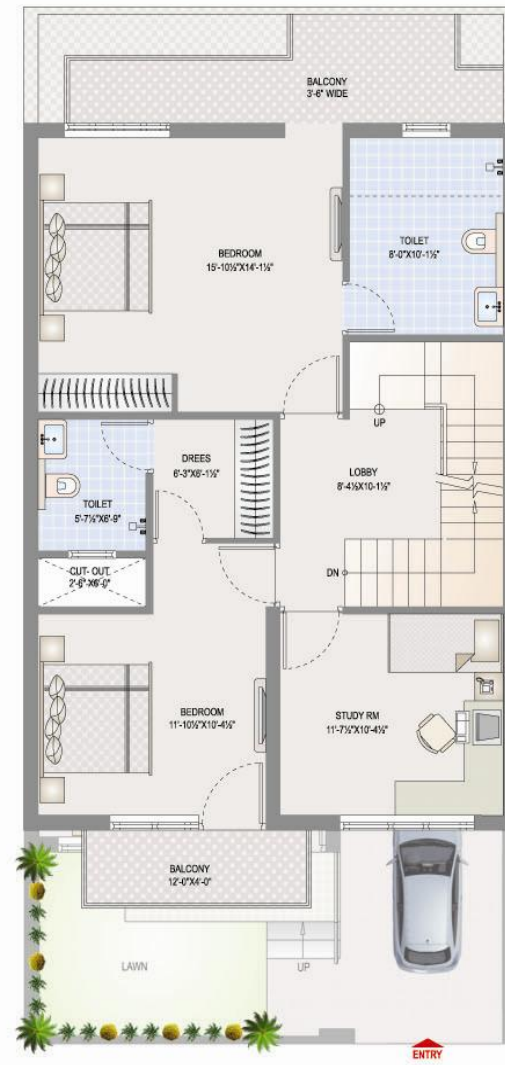 BALCONY
3'-6" WIDE
BEDROOM
15'-10½"X14'-1½"
TOILET
8'-0"X10'-1½"
UP
DREES
6'-3"X6'-1½"
LOBBY
8'-4½X10-1½"
TOILET
5'-7½"X6'-9"
CUT- OUT
2'-6"X6'-0"
DN
BEDROOM
11'-10½"X10'-4½"
STUDY RM
11'-7½"X10'-4½"
BALCONY
12'-0"X4'-0"
LAWN
UP
ENTRY